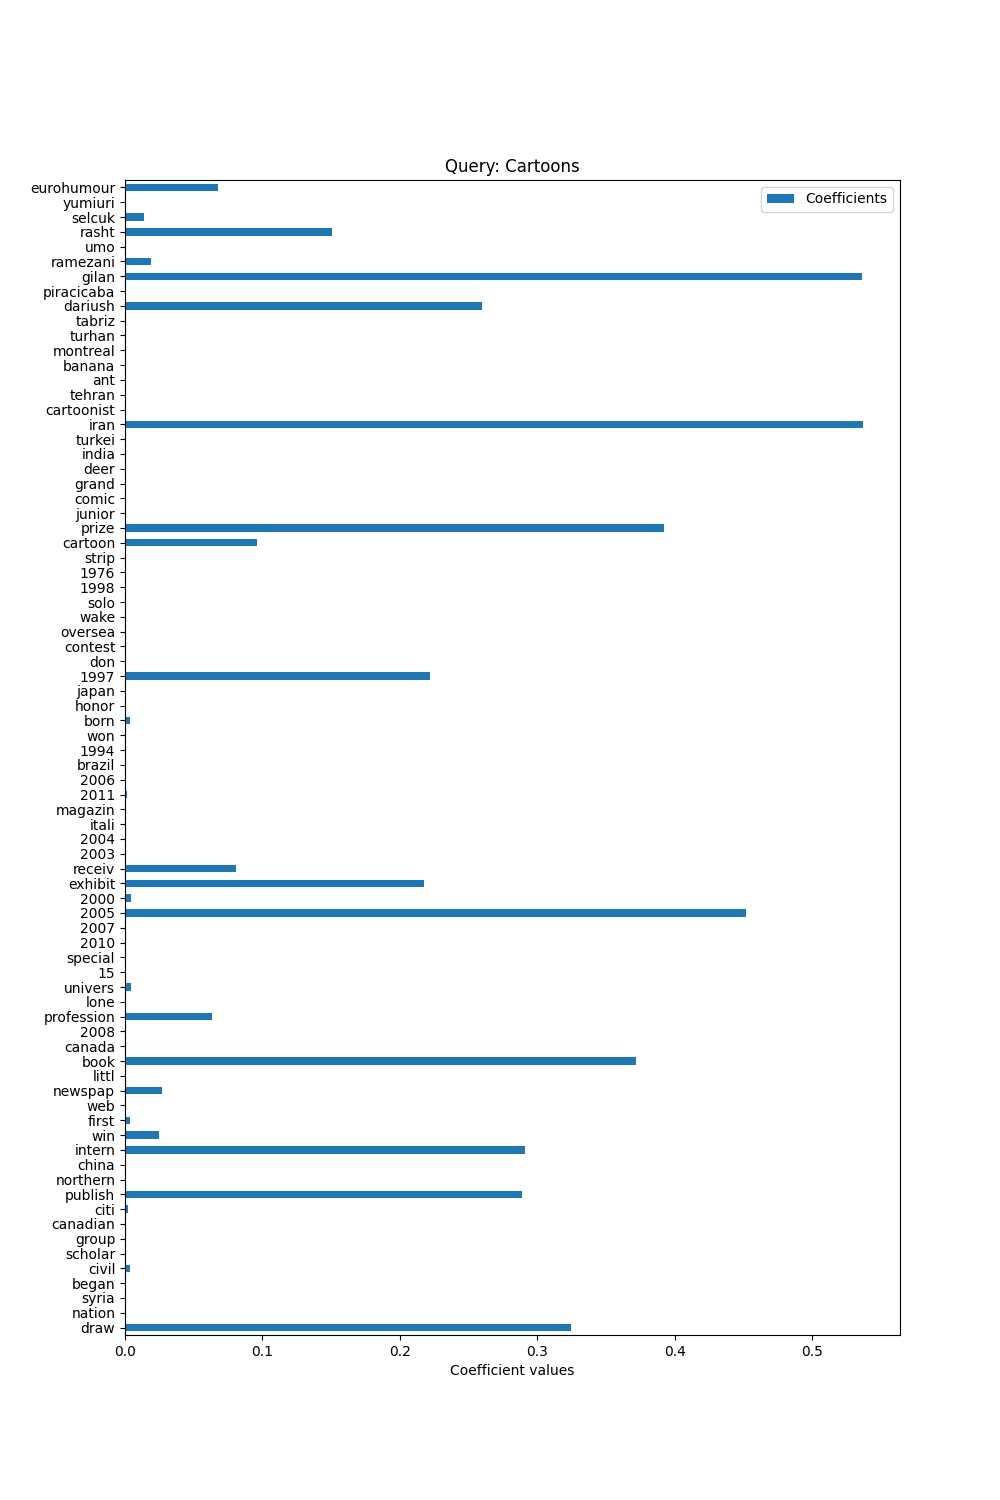 Query: Cartoons
Coefficients
eurohumour
yumiuri
selcuk
rasht
umo
ramezani
gilan
piracicaba
dariush
tabriz
turhan
montreal
banana
ant
tehran
cartoonist
iran
turkei
india
deer
grand
comic
junior
prize
cartoon
strip
1976
1998
solo
wake
oversea
contest
don
1997
japan
honor
born
won
1994
brazil
2006
2011
magazin
itali
2004
2003
receiv
exhibit
2000
2005
2007
2010
special
15
univers
lone
profession
2008
canada
book
littl
newspap
web
first
win
intern
china
northern
publish
citi
canadian
group
scholar
civil
began
syria
nation
draw
0.0 0.1 0.2 0.3 0.4 0.5
Coefficient values